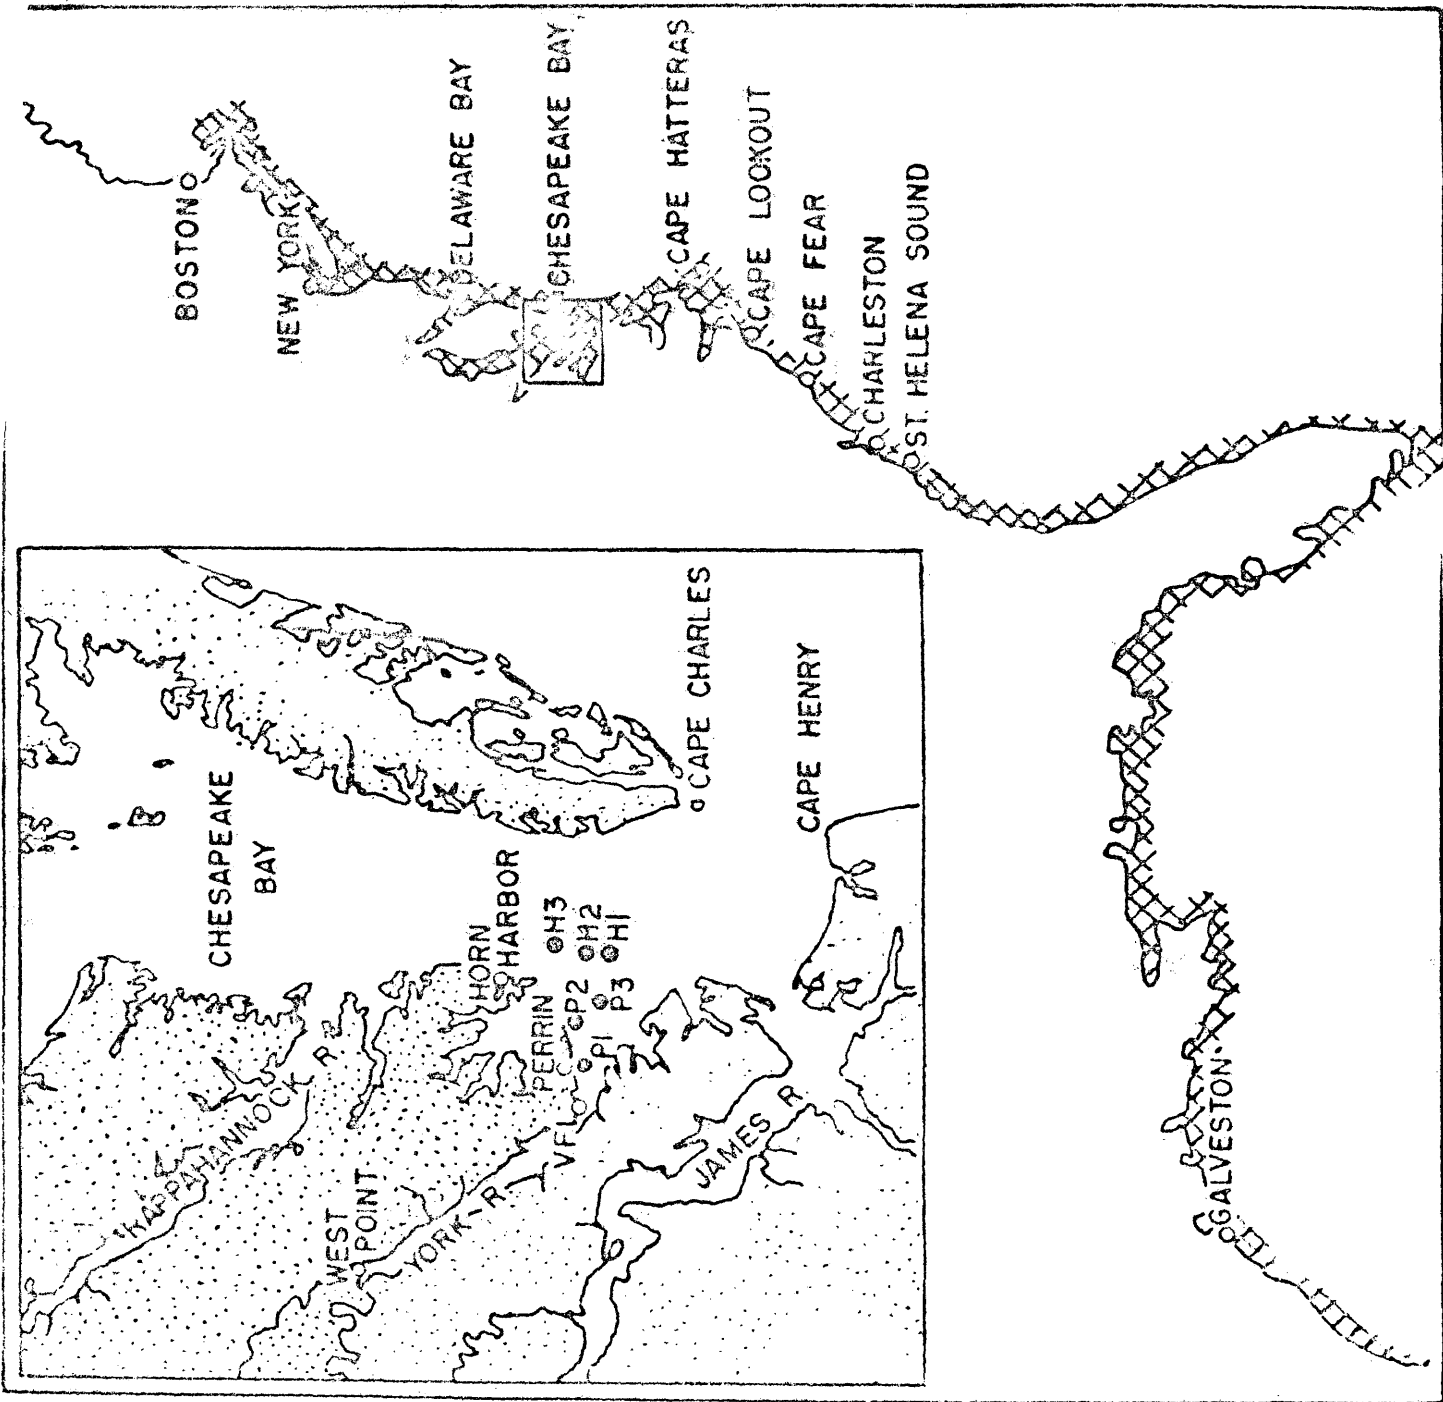 BOSTON
NEW YORK
DELAWARE BAY
CHESAPEAKE BAY
CAPE HATTERAS
CAPE LOOKOUT
CAPE FEAR
CHARLESTON
ST. HELENA SOUND
GALVESTON
CHESAPEAKE
BAY
CAPE CHARLES
CAPE HENRY
HORN
HARBOR
H3
H2
H1
PERRIN
P2
P3
P1
VFL
RAPPAHANNOCK R
WEST
POINT
YORK R
JAMES R